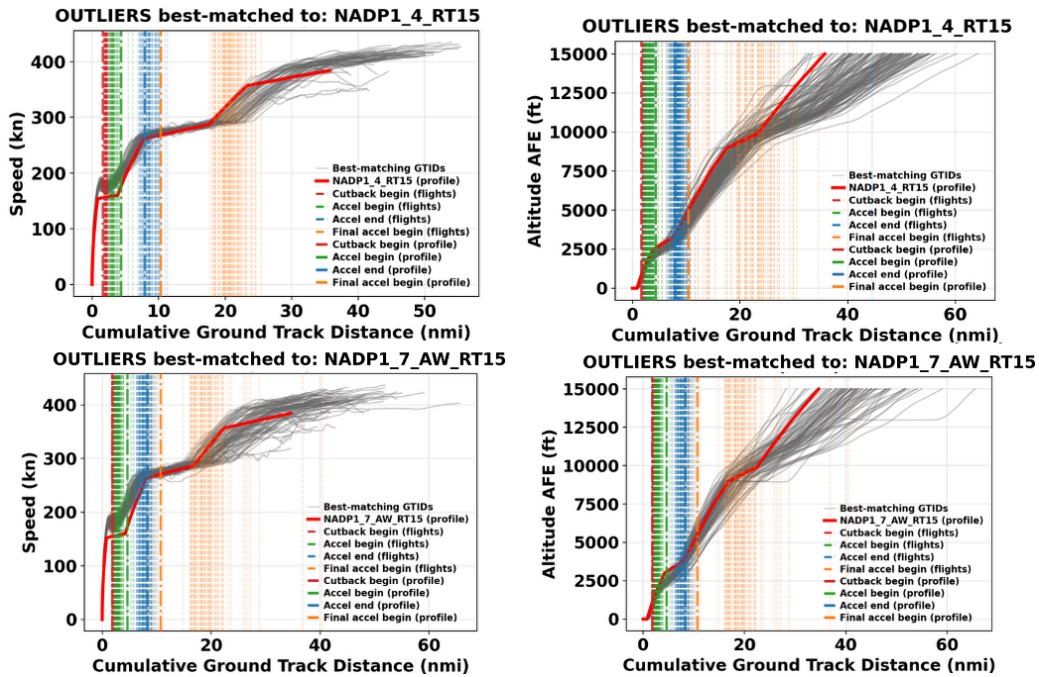 OUTLIERS best-matched to: NADP1_4_RT15
400
300
200
100
0
Speed (kn)
Best-matching GTIDs
NADP1_4_RT15 (profile)
Cutback begin (flights)
Accel begin (flights)
Accel end (flights)
Final accel begin (flights)
Cutback begin (profile)
Accel begin (profile)
Accel end (profile)
Final accel begin (profile)
0 10 20 30 40 50
Cumulative Ground Track Distance (nmi)
OUTLIERS best-matched to: NADP1_4_RT15
15000
12500
10000
7500
5000
2500
0
Altitude AFE (ft)
Best-matching GTIDs
NADP1_4_RT15 (profile)
Cutback begin (flights)
Accel begin (flights)
Accel end (flights)
Final accel begin (flights)
Cutback begin (profile)
Accel begin (profile)
Accel end (profile)
Final accel begin (profile)
0 20 40 60
Cumulative Ground Track Distance (nmi)
OUTLIERS best-matched to: NADP1_7_AW_RT15
400
300
200
100
0
Speed (kn)
Best-matching GTIDs
NADP1_7_AW_RT15 (profile)
Cutback begin (flights)
Accel begin (flights)
Accel end (flights)
Final accel begin (flights)
Cutback begin (profile)
Accel begin (profile)
Accel end (profile)
Final accel begin (profile)
0 20 40 60
Cumulative Ground Track Distance (nmi)
OUTLIERS best-matched to: NADP1_7_AW_RT15
15000
12500
10000
7500
5000
2500
0
Altitude AFE (ft)
Best-matching GTIDs
NADP1_7_AW_RT15 (profile)
Cutback begin (flights)
Accel begin (flights)
Accel end (flights)
Final accel begin (flights)
Cutback begin (profile)
Accel begin (profile)
Accel end (profile)
Final accel begin (profile)
0 20 40 60
Cumulative Ground Track Distance (nmi)